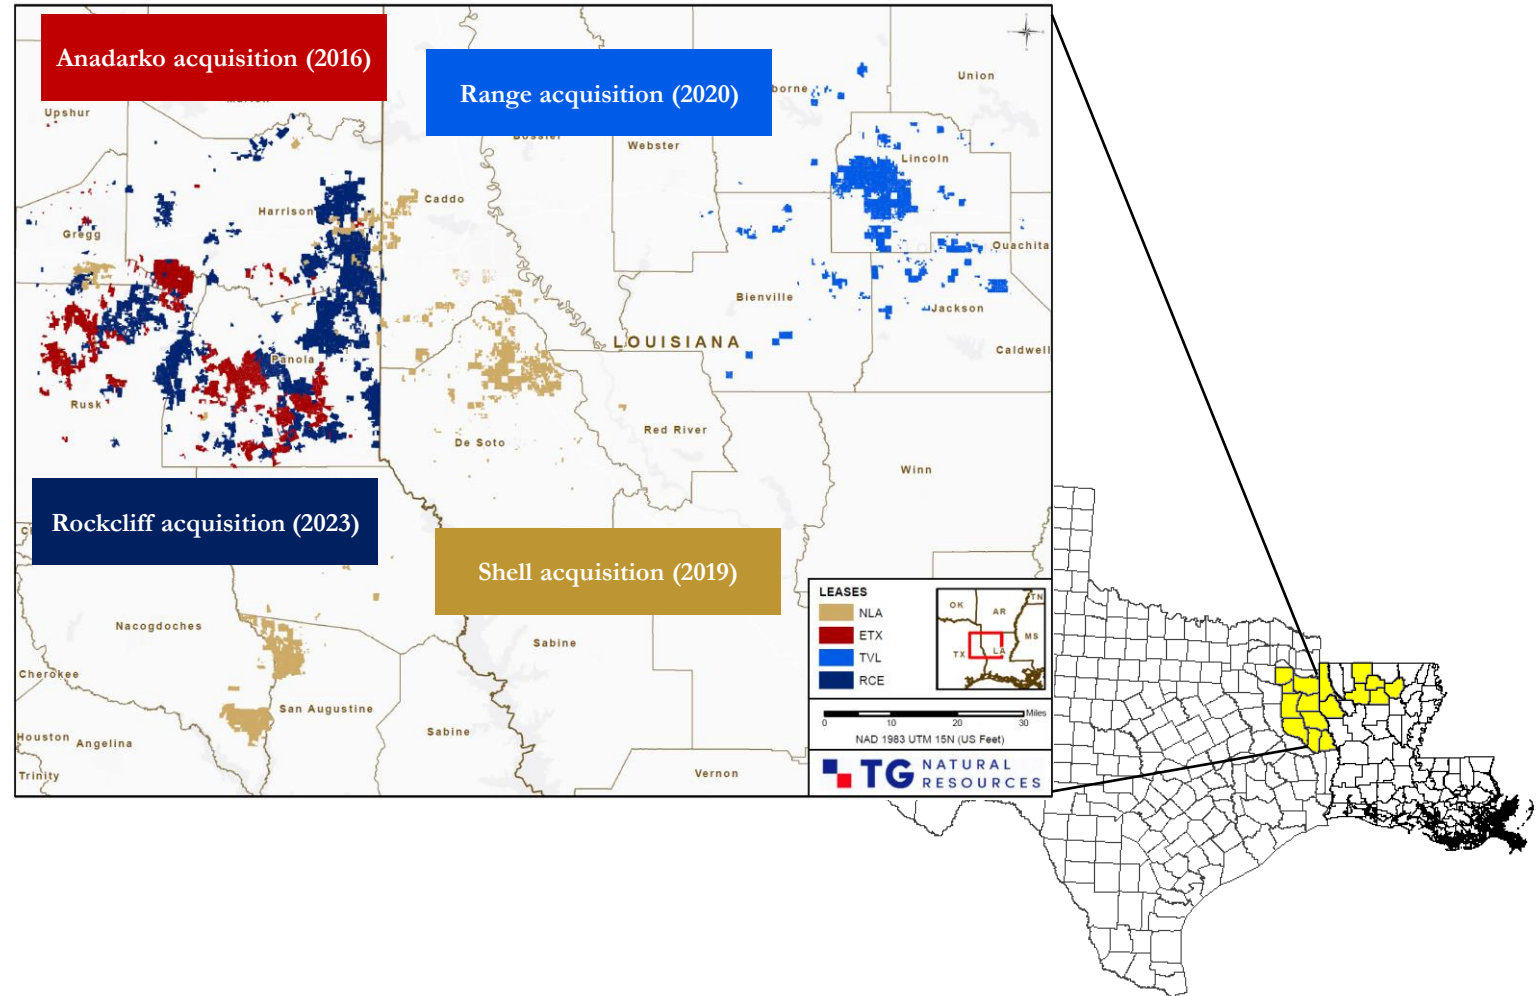 Anadarko acquisition (2016)
Range acquisition (2020)
Union
Upshur
borne
Webster
Lincoln
Harrison
Caddo
Gregg
Ouachita
Bienville
Jackson
LOUISIANA
Caldwell
Panola
Rusk
Red River
De Soto
Winn
Rockcliff acquisition (2023)
Shell acquisition (2019)
LEASES
NLA
ETX
TVL
RCE
OK
AR
TN
MS
TX
LA
Nacogdoches
Sabine
Cherokee
San Augustine
Sabine
Houston
Angelina
Trinity
Vernon
0 10 20 30
Miles
NAD 1983 UTM 15N (US Feet)
TG NATURAL
RESOURCES